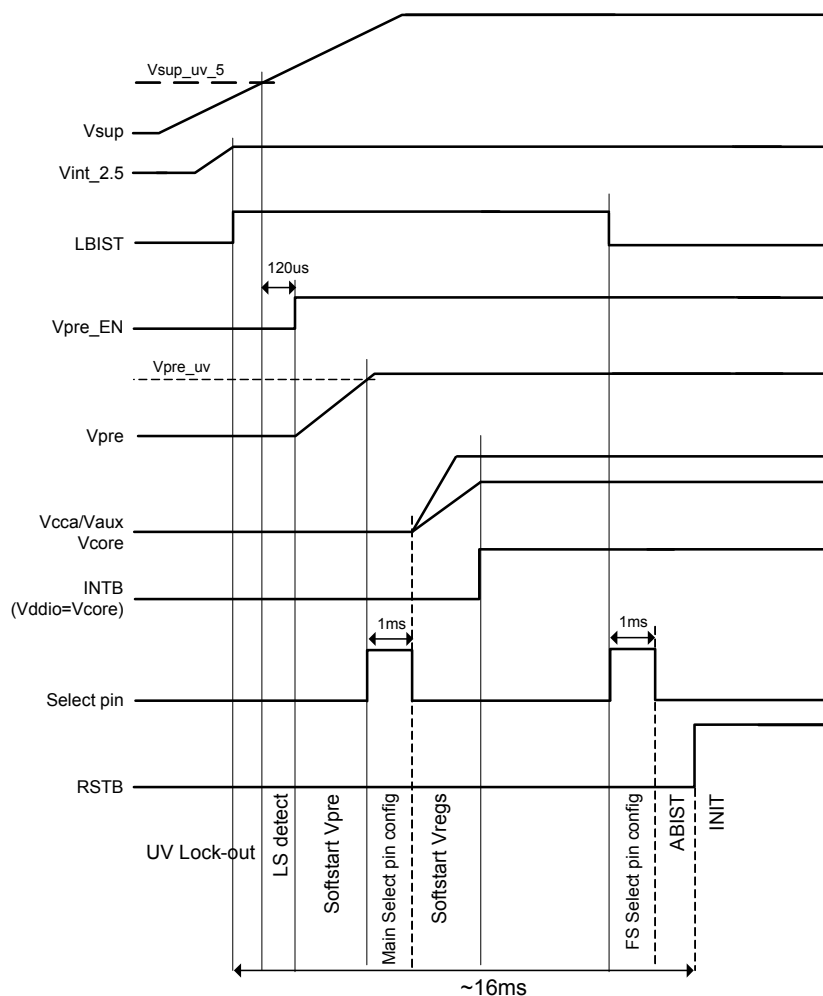 Vsup_uv_5
Vsup
Vint_2.5
LBIST
120us
Vpre_EN
Vpre_uv
Vpre
Vcca/Vaux
Vcore
INTB
(Vddio=Vcore)
1ms
1ms
Select pin
RSTB
UV Lock-out
LS detect
Softstart Vpre
Main Select pin config
Softstart Vregs
FS Select pin config
ABIST
INIT
~16ms